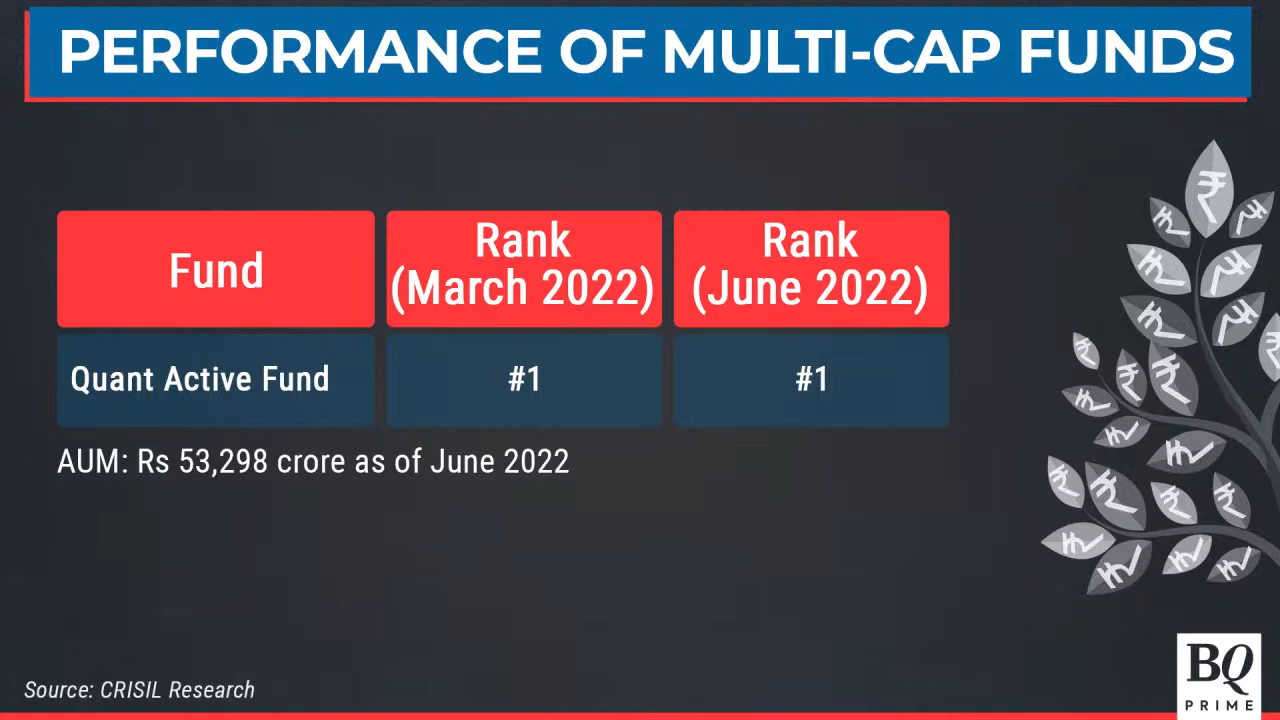 PERFORMANCE OF MULTI-CAP FUNDS
Fund
Rank
(March 2022)
Rank
(June 2022)
Quant Active Fund
#1
#1
AUM: Rs 53,298 crore as of June 2022
Source: CRISIL Research
BQ
PRIME